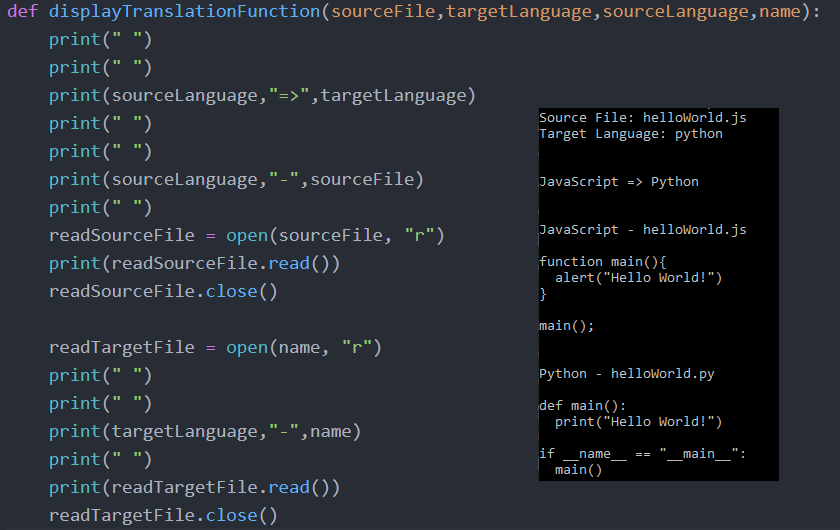 def displayTranslationFunction(sourceFile,targetLanguage,sourceLanguage,name):
    print(" ")
    print(" ")
    print(sourceLanguage,"=>",targetLanguage)
    print(" ")
    print(" ")
    print(sourceLanguage,"-",sourceFile)
    print(" ")
    readSourceFile = open(sourceFile, "r")
    print(readSourceFile.read())
    readSourceFile.close()

    readTargetFile = open(name, "r")
    print(" ")
    print(" ")
    print(targetLanguage,"-",name)
    print(" ")
    print(readTargetFile.read())
    readTargetFile.close()

Source File: helloWorld.js
Target Language: python

JavaScript => Python

JavaScript - helloWorld.js

function main(){
  alert("Hello World!")
}

main();

Python - helloWorld.py

def main():
  print("Hello World!")

if __name__ == "__main__":
  main()